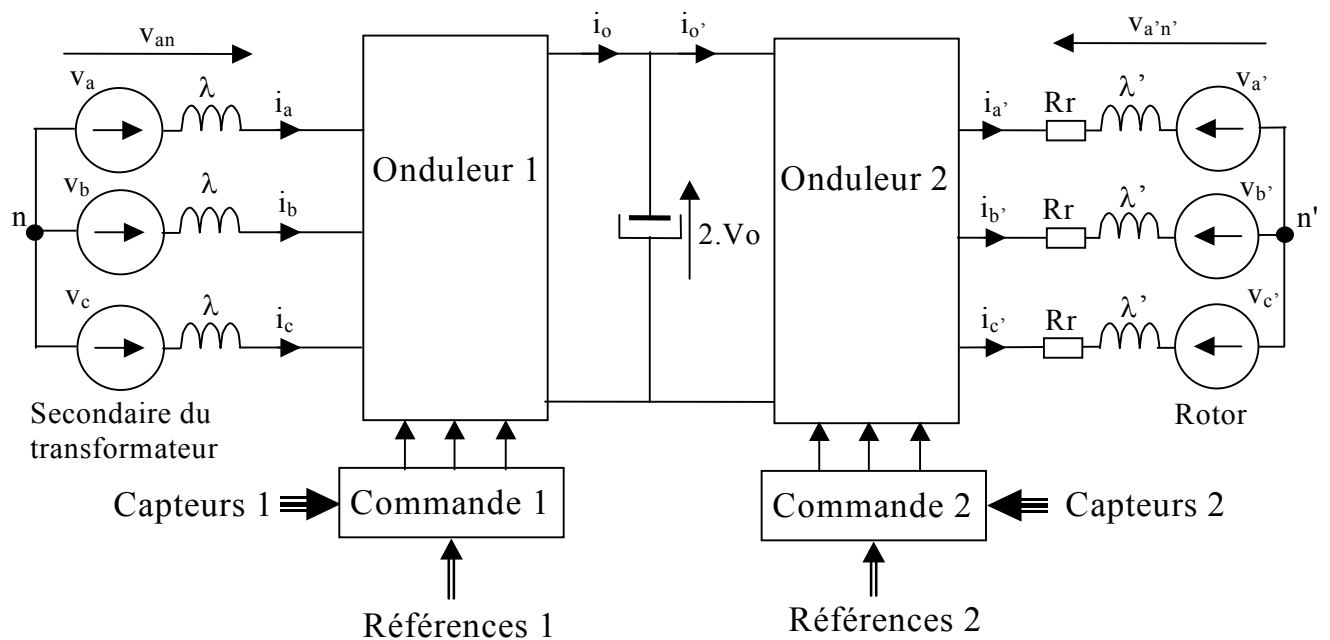 v_an i_o i_o' v_a'n'
v_a λ i_a i_a' Rr λ' v_a'
Onduleur 1 Onduleur 2
v_b λ i_b i_b' Rr λ' v_b'
n n'
2.Vo
v_c λ i_c i_c' Rr λ' v_c'
Secondaire du
transformateur
Rotor
Capteurs 1 Commande 1 Commande 2 Capteurs 2
Références 1 Références 2